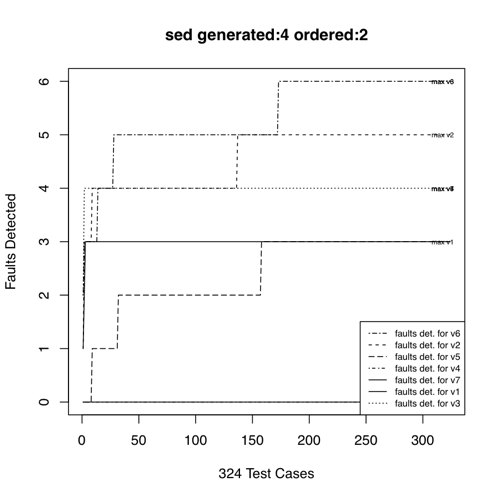 sed generated:4 ordered:2
Faults Detected
6
5
4
3
2
1
0
max v6
max v2
max v1
faults det. for v6
faults det. for v2
faults det. for v5
faults det. for v4
faults det. for v7
faults det. for v1
faults det. for v3
0 50 100 150 200 250 300
324 Test Cases